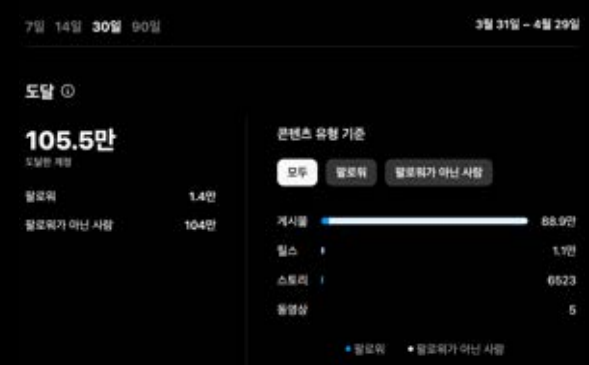 7일 14일 30일 90일
3월 31일 – 4월 29일
도달
105.5만
도달한 계정
팔로워 1.4만
팔로워가 아닌 사람 104만
콘텐츠 유형 기준
모두 팔로워 팔로워가 아닌 사람
게시물 88.9만
릴스 1.1만
스토리 6523
동영상 5
팔로워 팔로워가 아닌 사람